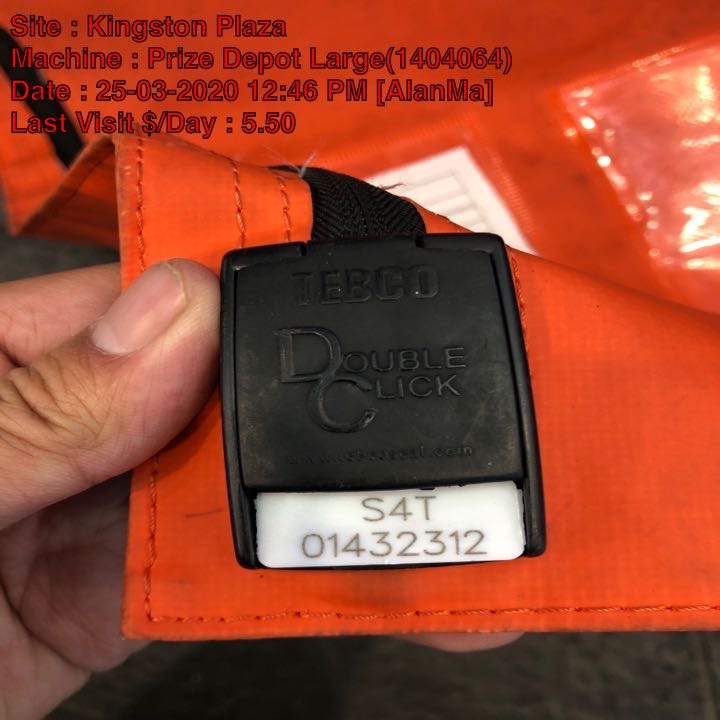 Site : Kingston Plaza
Machine : Prize Depot Large(1404064)
Date : 25-03-2020 12:46 PM [AlanMa]
Last Visit $/Day : 5.50
TEBCO
DOUBLE
CLICK
S4T
01432312